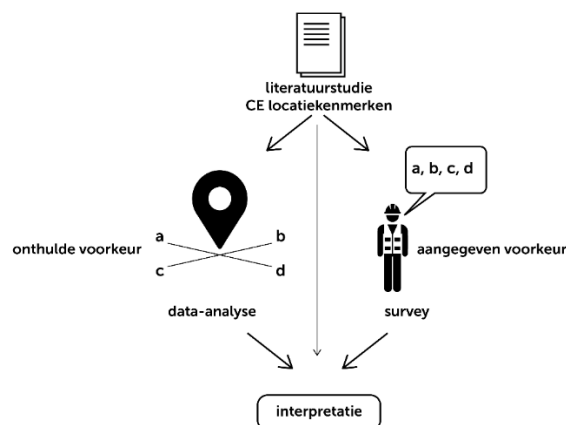 literatuurstudie
CE locatiekenmerken
a, b, c, d
a
b
onthulde voorkeur
aangegeven voorkeur
c
d
data-analyse
survey
interpretatie